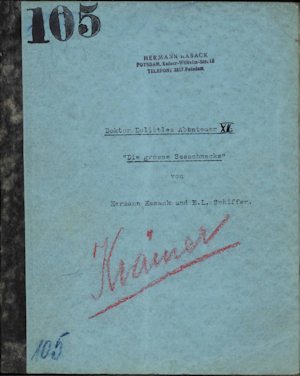 105
HERMANN KASACK
POTSDAM, Kaiser-Wilhelm-Str. 18
TELEFON: 3817 Potsdam
Doktor Dolittles Abenteuer XI.
"Die grosse Seeschnecke"
von
Hermann Kasack und E.L. Schiffer.
Krämer
105